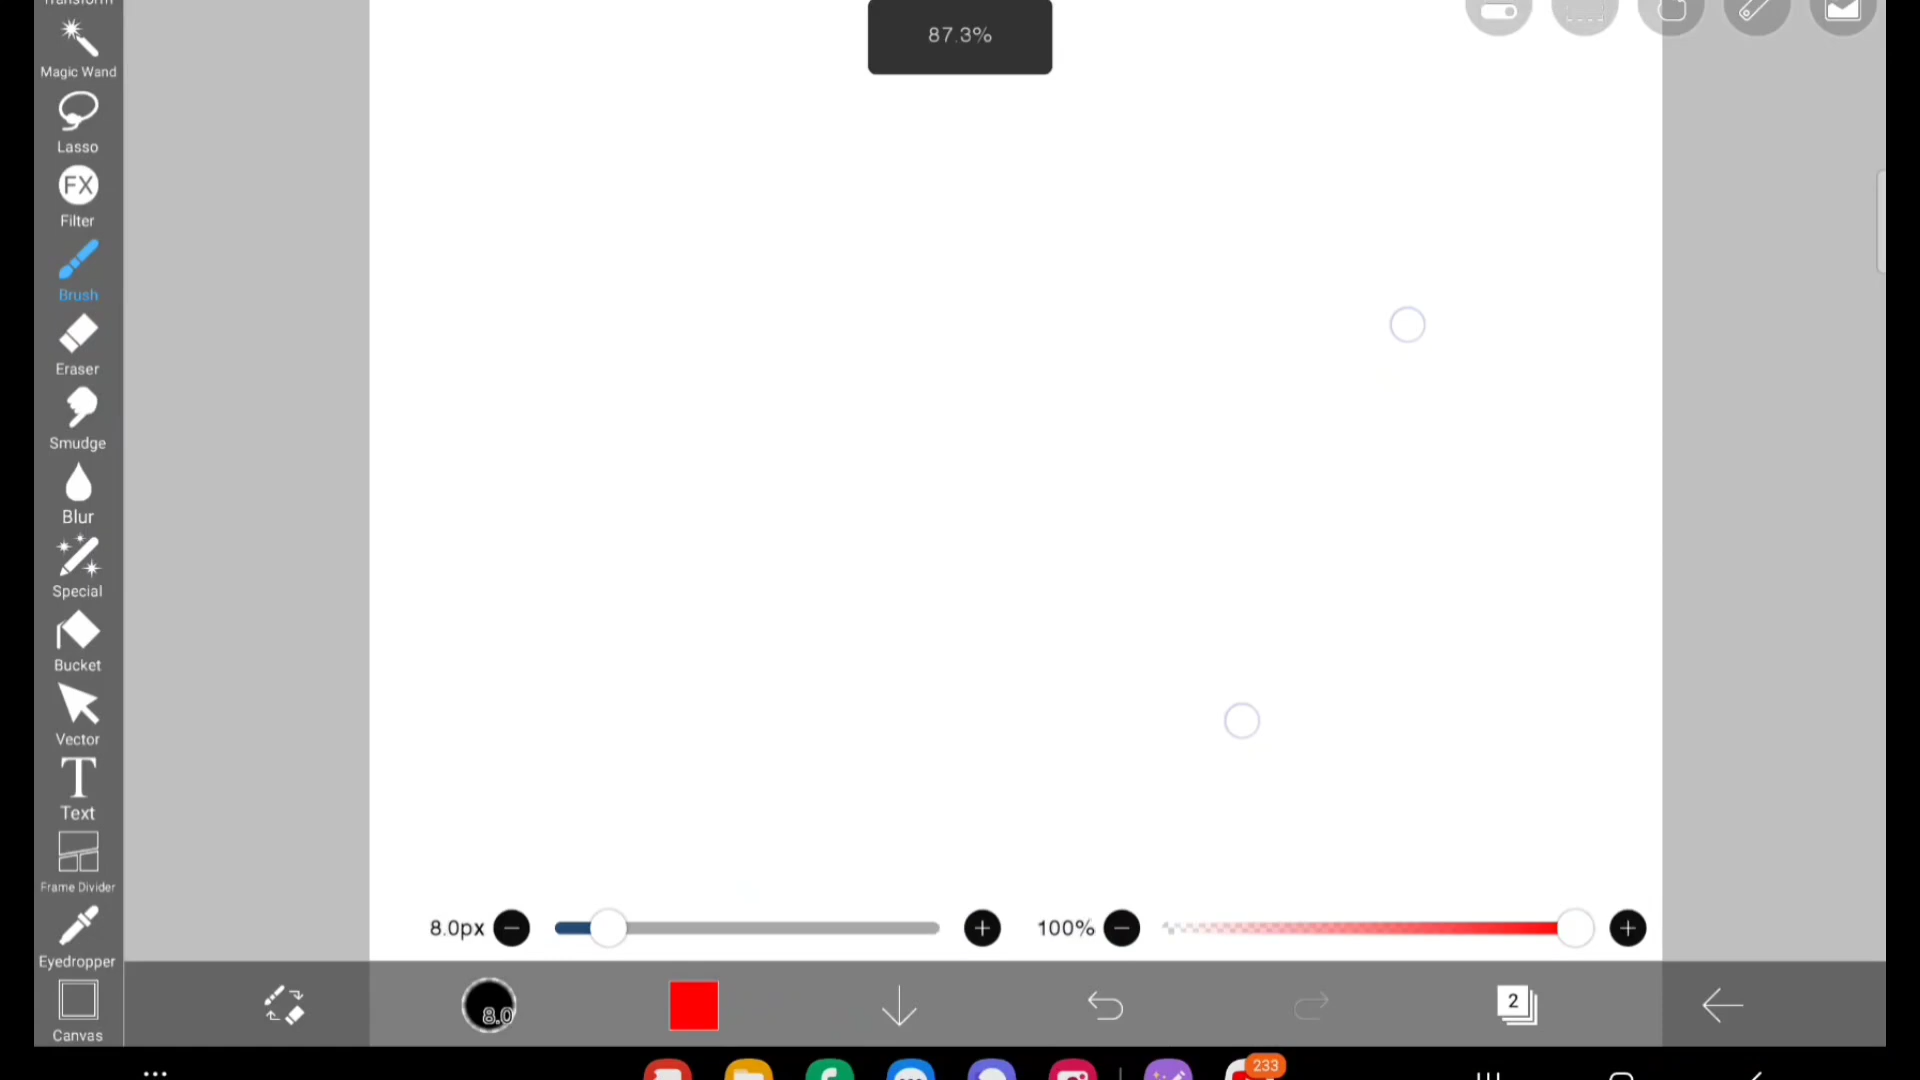 Transform
87.3%
Magic Wand
Lasso
FX
Filter
Brush
Eraser
Smudge
Blur
Special
Bucket
Vector
T
Text
Frame Divider
Eyedropper
Canvas
8.0px
100%
8.0
2
233